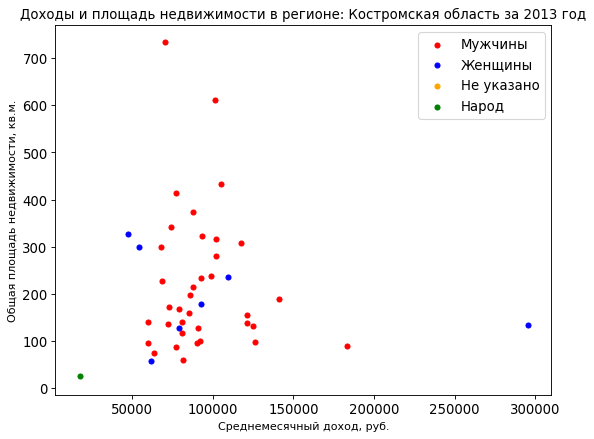 Доходы и площадь недвижимости в регионе: Костромская область за 2013 год
Общая площадь недвижимости, кв.м.
700
600
500
400
300
200
100
0
Мужчины
Женщины
Не указано
Народ
50000 100000 150000 200000 250000 300000
Среднемесячный доход, руб.